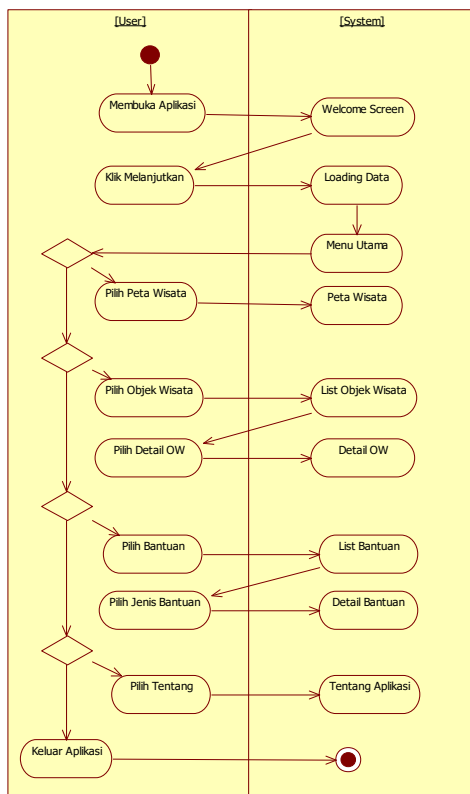 [User]
[System]
Membuka Aplikasi
Welcome Screen
Klik Melanjutkan
Loading Data
Menu Utama
Pilih Peta Wisata
Peta Wisata
Pilih Objek Wisata
List Objek Wisata
Pilih Detail OW
Detail OW
Pilih Bantuan
List Bantuan
Pilih Jenis Bantuan
Detail Bantuan
Pilih Tentang
Tentang Aplikasi
Keluar Aplikasi